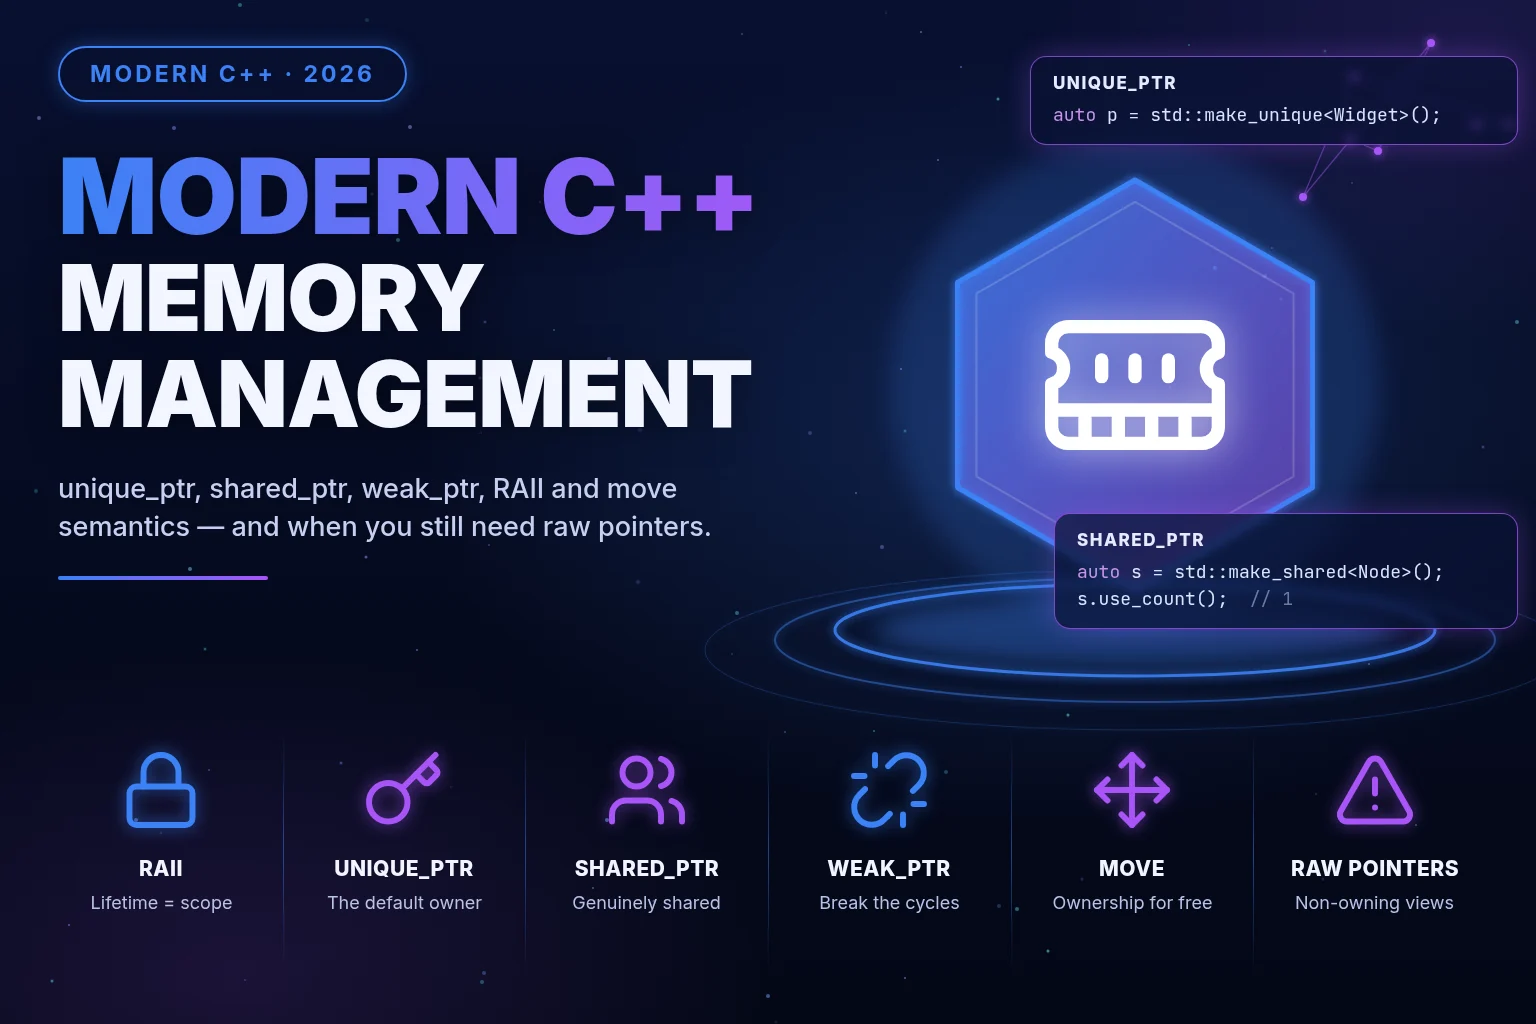 MODERN C++ · 2026
MODERN C++
MEMORY
MANAGEMENT
unique_ptr, shared_ptr, weak_ptr, RAII and move
semantics — and when you still need raw pointers.
UNIQUE_PTR
auto p = std::make_unique<Widget>();
SHARED_PTR
auto s = std::make_shared<Node>();
s.use_count();  // 1
RAII
Lifetime = scope
UNIQUE_PTR
The default owner
SHARED_PTR
Genuinely shared
WEAK_PTR
Break the cycles
MOVE
Ownership for free
RAW POINTERS
Non-owning views